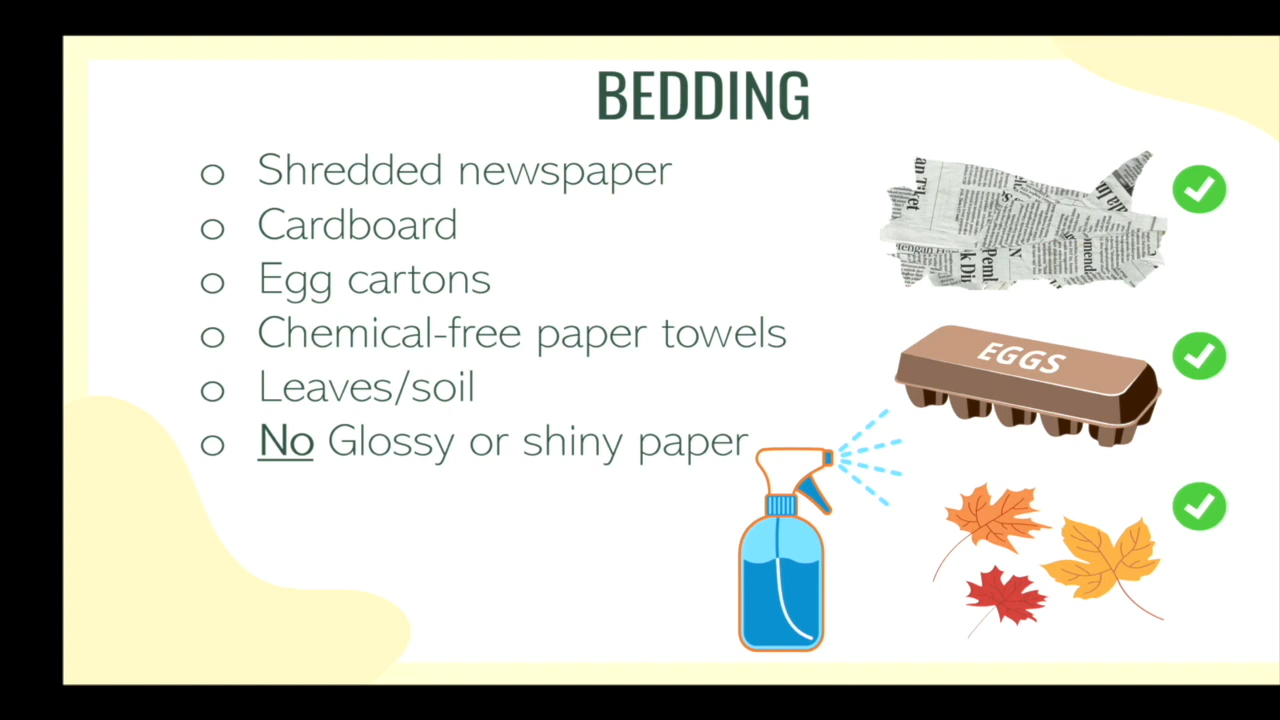 BEDDING
o Shredded newspaper
o Cardboard
o Egg cartons
o Chemical-free paper towels
o Leaves/soil
o No Glossy or shiny paper
EGGS